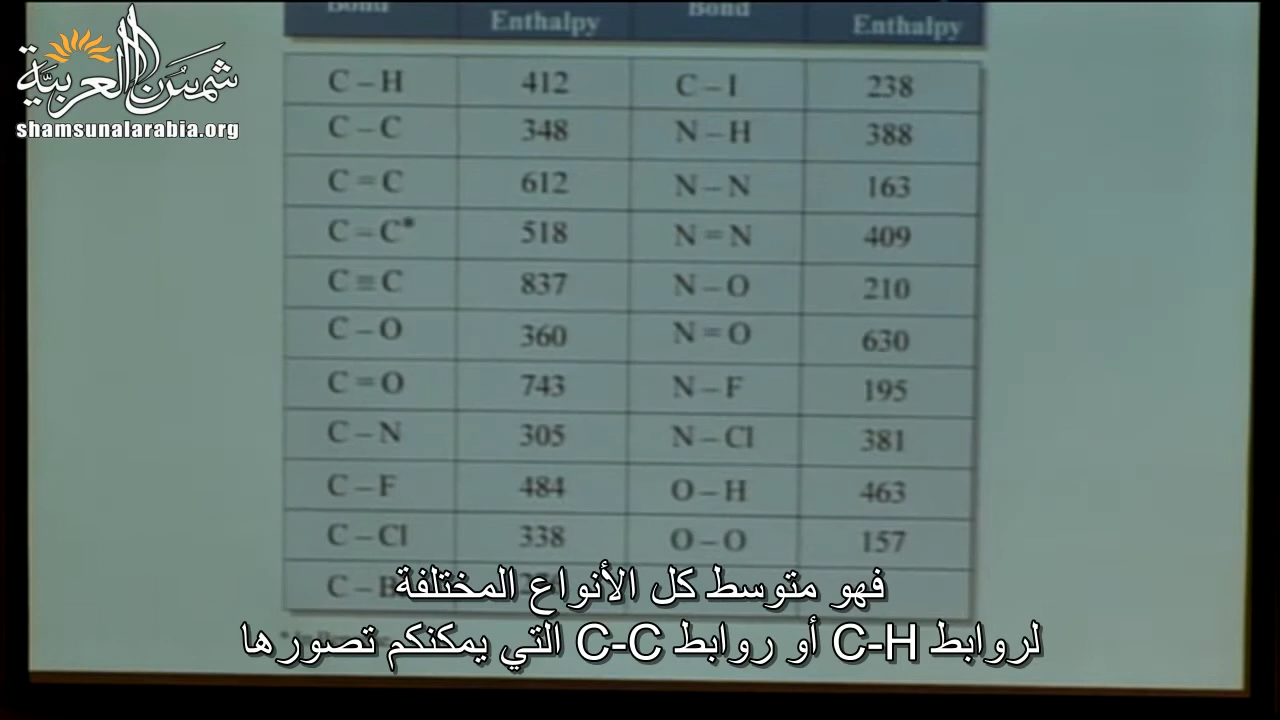 شمس العربية
shamsunalarabia.org
Bond Enthalpy Bond Enthalpy
C – H 412 C – I 238
C – C 348 N – H 388
C = C 612 N – N 163
C – C* 518 N = N 409
C ≡ C 837 N – O 210
C – O 360 N = O 630
C = O 743 N – F 195
C – N 305 N – Cl 381
C – F 484 O – H 463
C – Cl 338 O – O 157
C – B
فهو متوسط كل الأنواع المختلفة
لروابط C-H أو روابط C-C التي يمكنكم تصورها